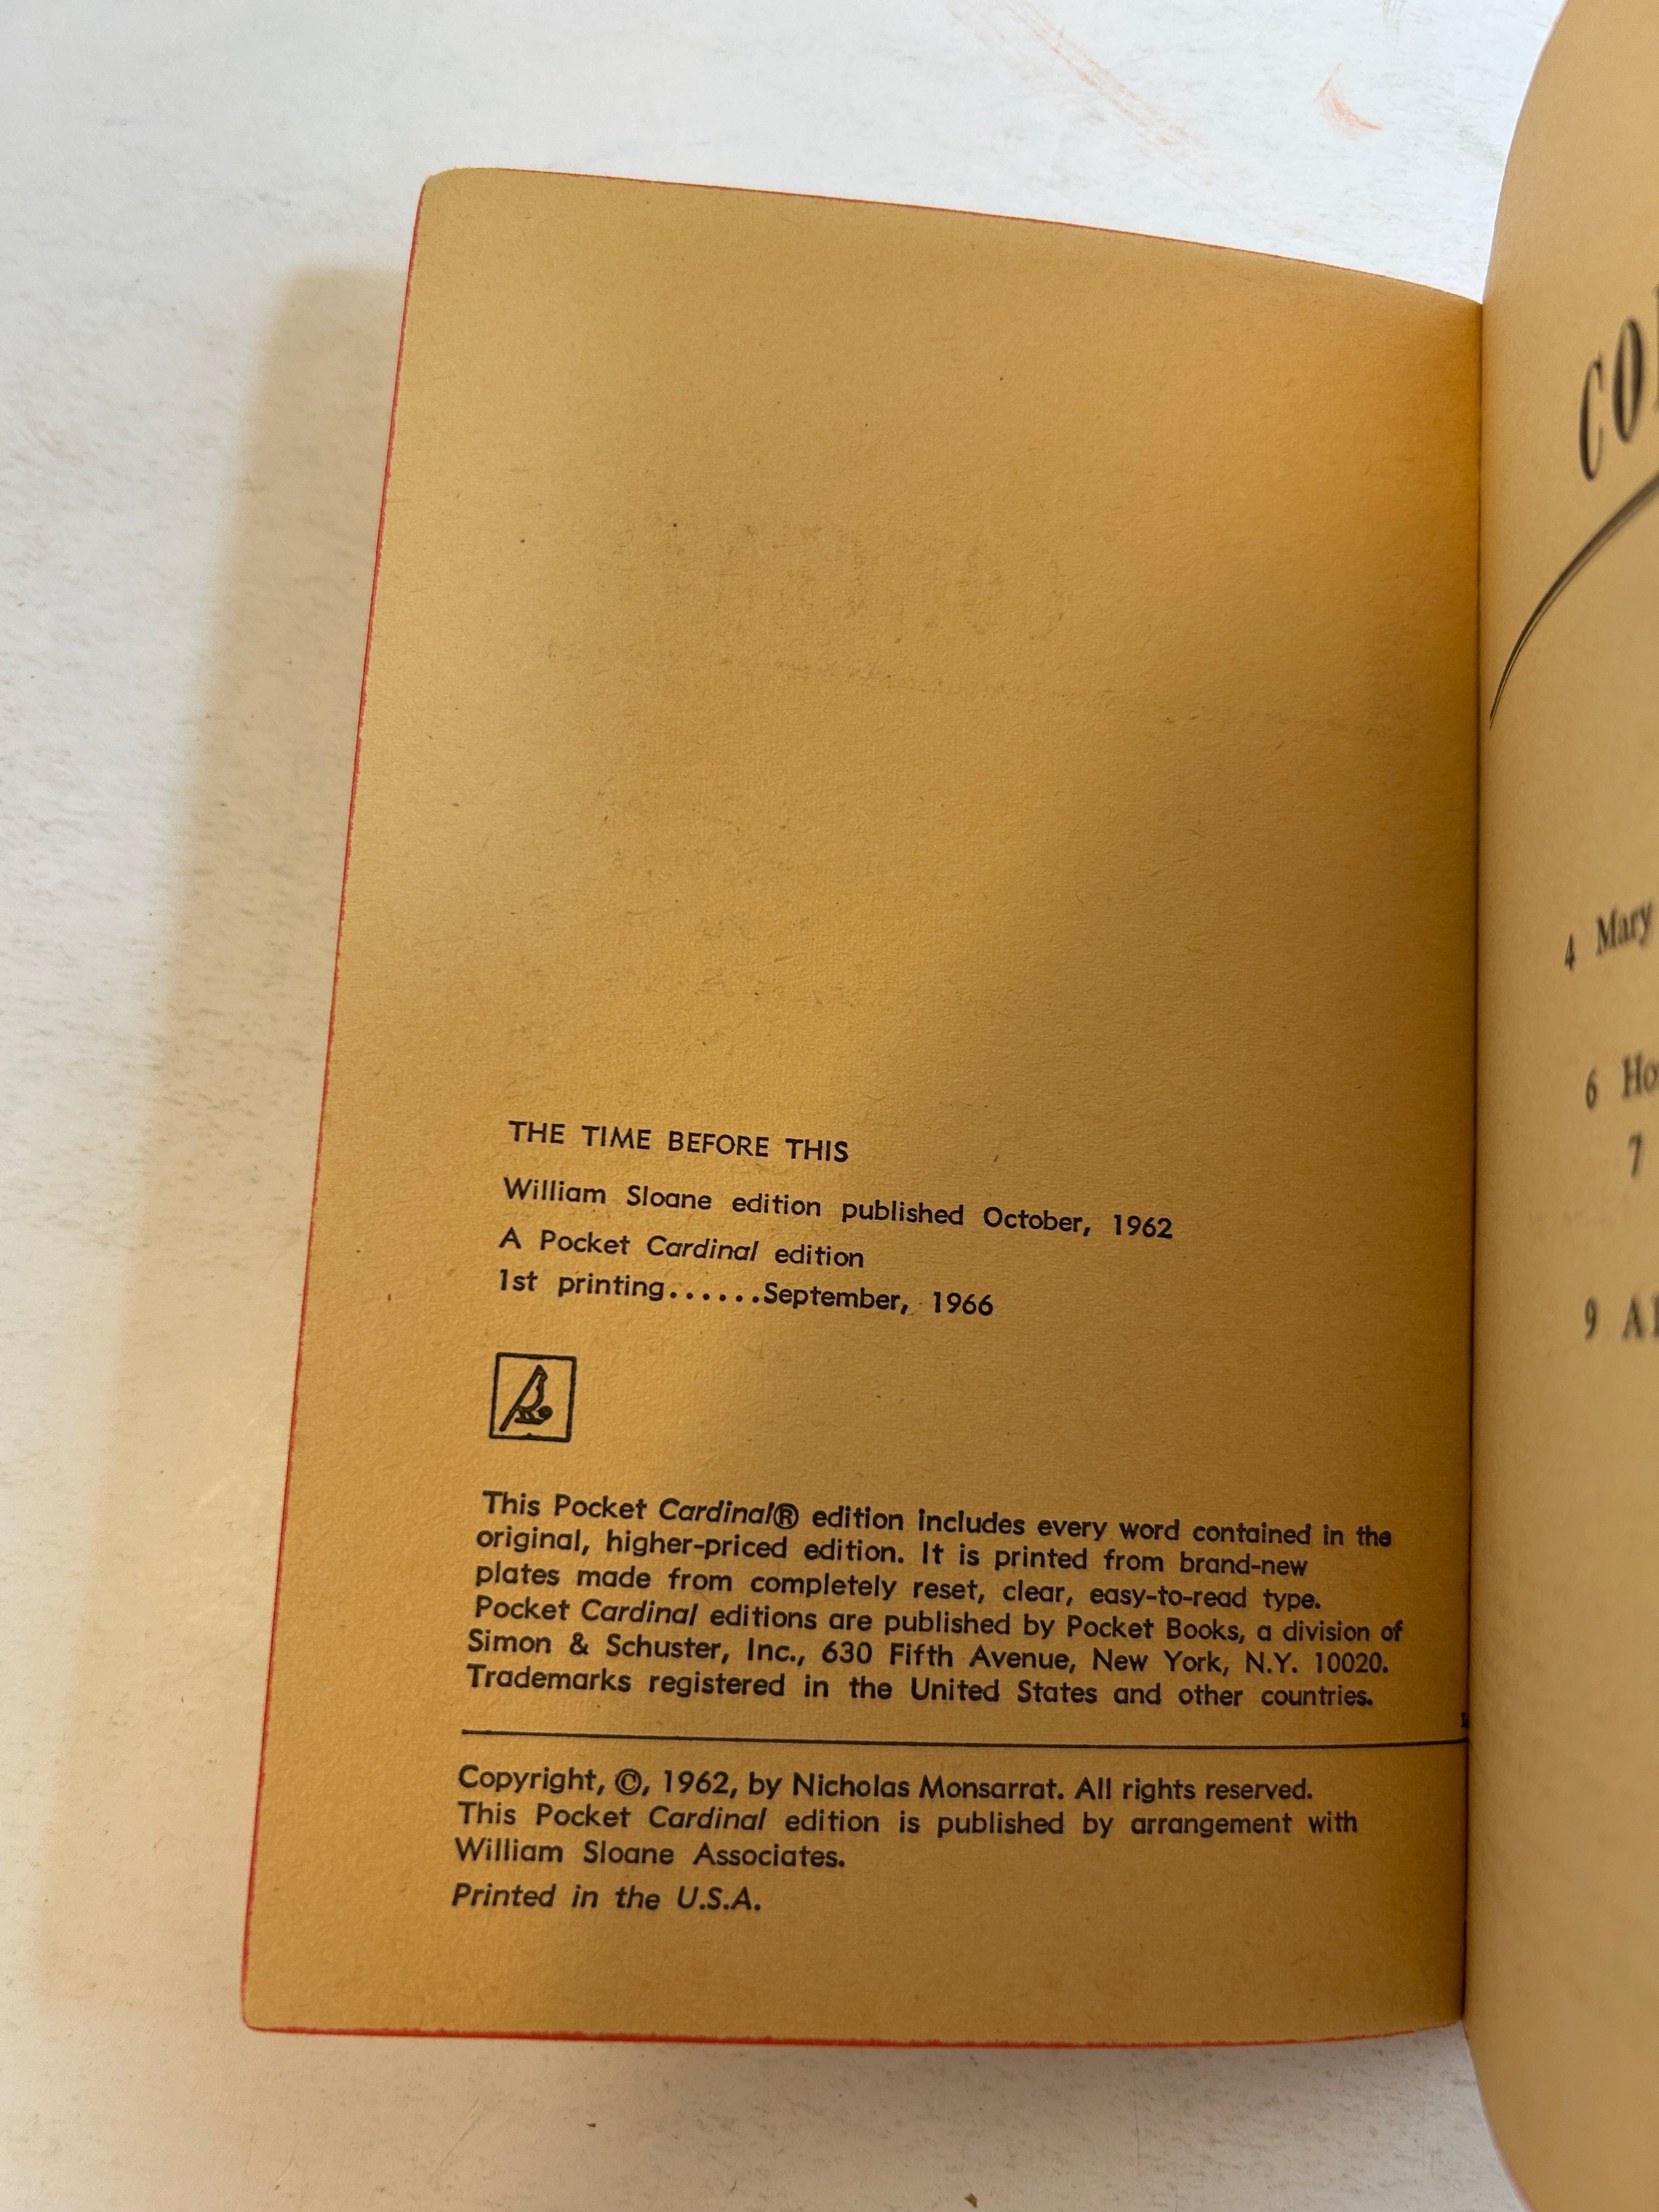 THE TIME BEFORE THIS
William Sloane edition published October, 1962
A Pocket Cardinal edition
1st printing......September, 1966
This Pocket Cardinal® edition includes every word contained in the
original, higher-priced edition. It is printed from brand-new
plates made from completely reset, clear, easy-to-read type.
Pocket Cardinal editions are published by Pocket Books, a division of
Simon & Schuster, Inc., 630 Fifth Avenue, New York, N.Y. 10020.
Trademarks registered in the United States and other countries.
Copyright, ©, 1962, by Nicholas Monsarrat. All rights reserved.
This Pocket Cardinal edition is published by arrangement with
William Sloane Associates.
Printed in the U.S.A.
4 Mary
6
7
9